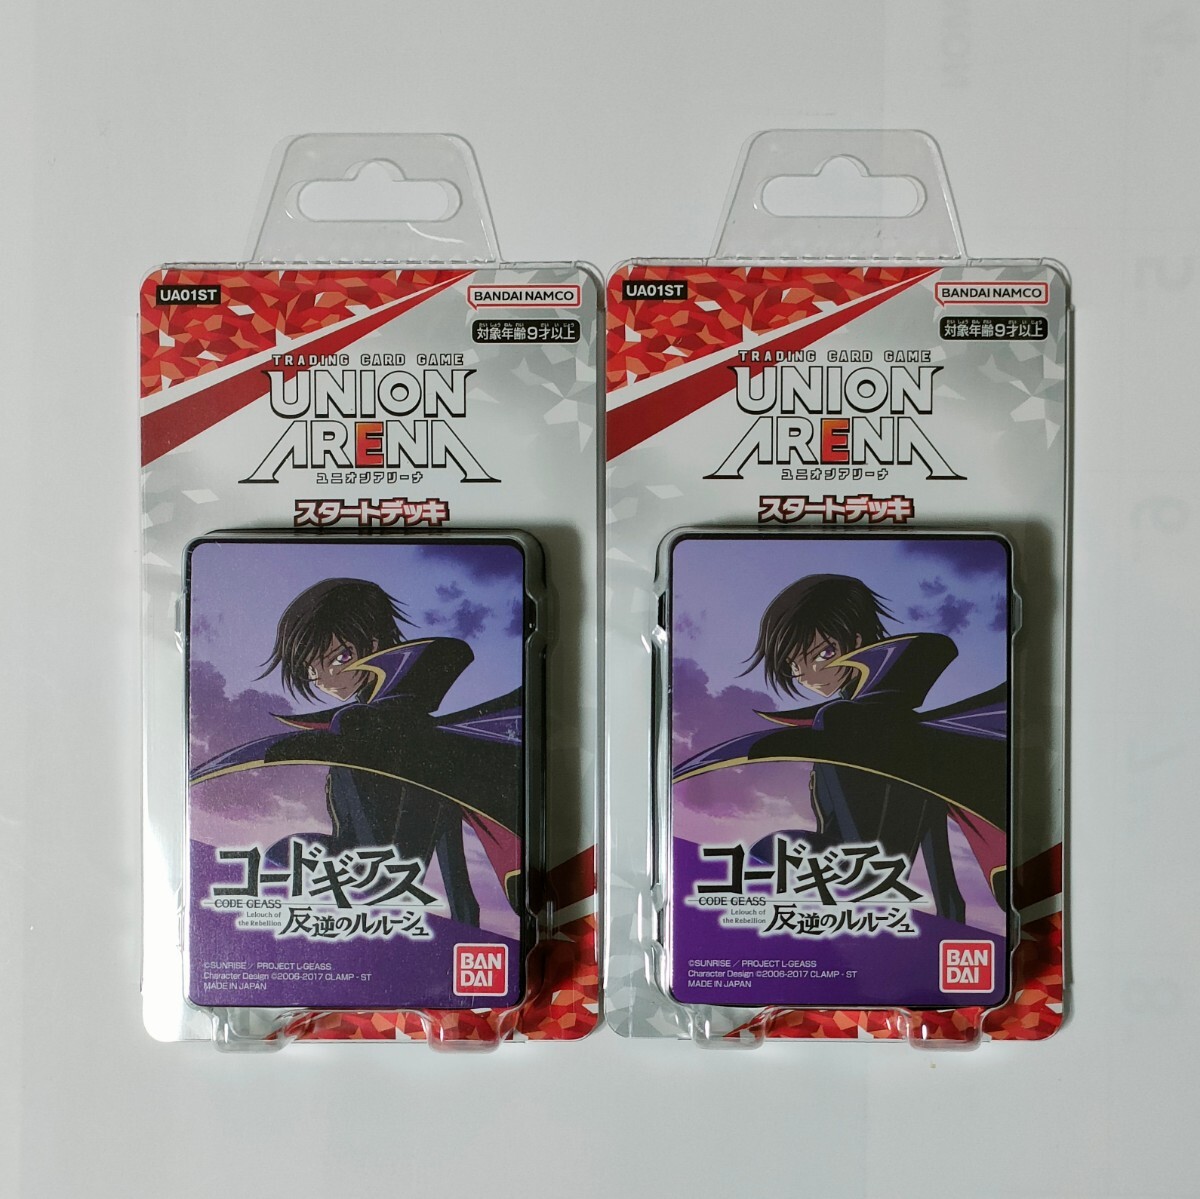 UA01ST
BANDAI NAMCO
対象年齢9才以上
TRADING CARD GAME
UNION
ARENA
ユニオンアリーナ
スタートデッキ
コードギアス
CODE GEASS
Lelouch of
the Rebellion
反逆のルルーシュ
©SUNRISE／PROJECT L-GEASS
Character Design ©2006-2017 CLAMP・ST
MADE IN JAPAN
BAN
DAI
UA01ST
BANDAI NAMCO
対象年齢9才以上
TRADING CARD GAME
UNION
ARENA
ユニオンアリーナ
スタートデッキ
コードギアス
CODE GEASS
Lelouch of
the Rebellion
反逆のルルーシュ
©SUNRISE／PROJECT L-GEASS
Character Design ©2006-2017 CLAMP・ST
MADE IN JAPAN
BAN
DAI